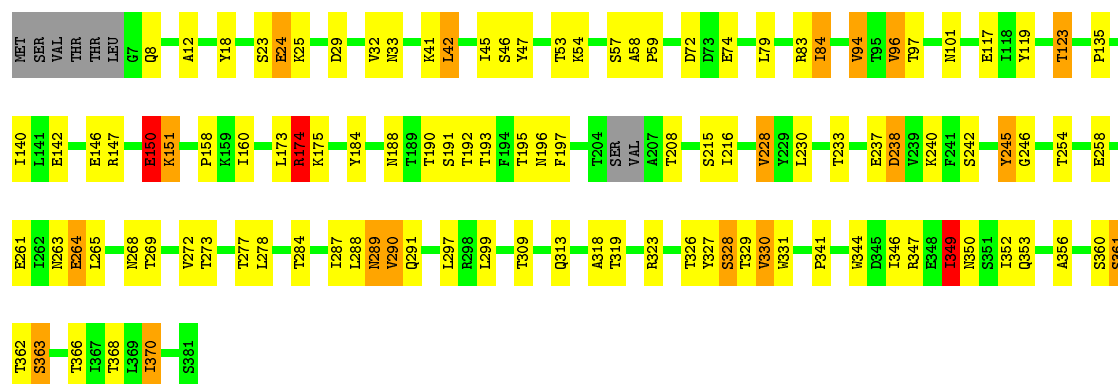 MET SER VAL THR THR LEU G7 Q8 A12 Y18 S23 E24 K25 D29 V32 N33 K41 L42 I45 S46 Y47 T53 K54 S57 A58 P59 D72 D73 E74 L79 R83 I84 V94 T95 V96 T97 N101 E117 I118 Y119 T123 P135
I140 L141 E142 E146 R147 E150 K151 P158 K159 I160 L173 R174 K175 Y184 N188 T189 T190 S191 T192 T193 F194 T195 N196 F197 T204 SER VAL A207 T208 S215 I216 V228 Y229 L230 T233 E237 D238 V239 K240 F241 S242 Y245 G246 T254 E258
E261 I262 N263 E264 L265 N268 T269 V272 T273 T277 L278 T284 I287 L288 N289 V290 Q291 L297 R298 L299 T309 Q313 A318 T319 R323 T326 Y327 S328 T329 V330 W331 P341 W344 D345 I346 R347 E348 I349 N350 S351 I352 Q353 A356 S360 S361
T362 S363 T366 I367 T368 L369 I370 S381